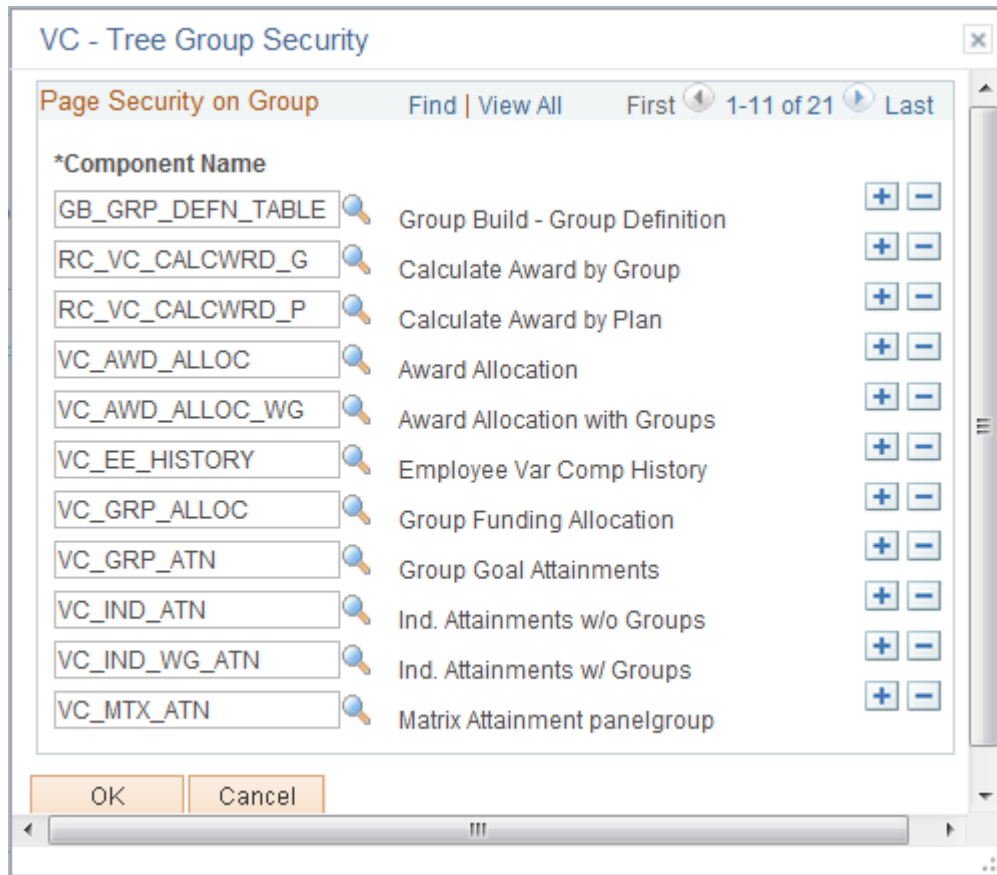 VC - Tree Group Security
Page Security on Group Find | View All First 1-11 of 21 Last
*Component Name
GB_GRP_DEFN_TABLE Group Build - Group Definition
RC_VC_CALCWRD_G Calculate Award by Group
RC_VC_CALCWRD_P Calculate Award by Plan
VC_AWD_ALLOC Award Allocation
VC_AWD_ALLOC_WG Award Allocation with Groups
VC_EE_HISTORY Employee Var Comp History
VC_GRP_ALLOC Group Funding Allocation
VC_GRP_ATN Group Goal Attainments
VC_IND_ATN Ind. Attainments w/o Groups
VC_IND_WG_ATN Ind. Attainments w/ Groups
VC_MTX_ATN Matrix Attainment panelgroup
OK Cancel